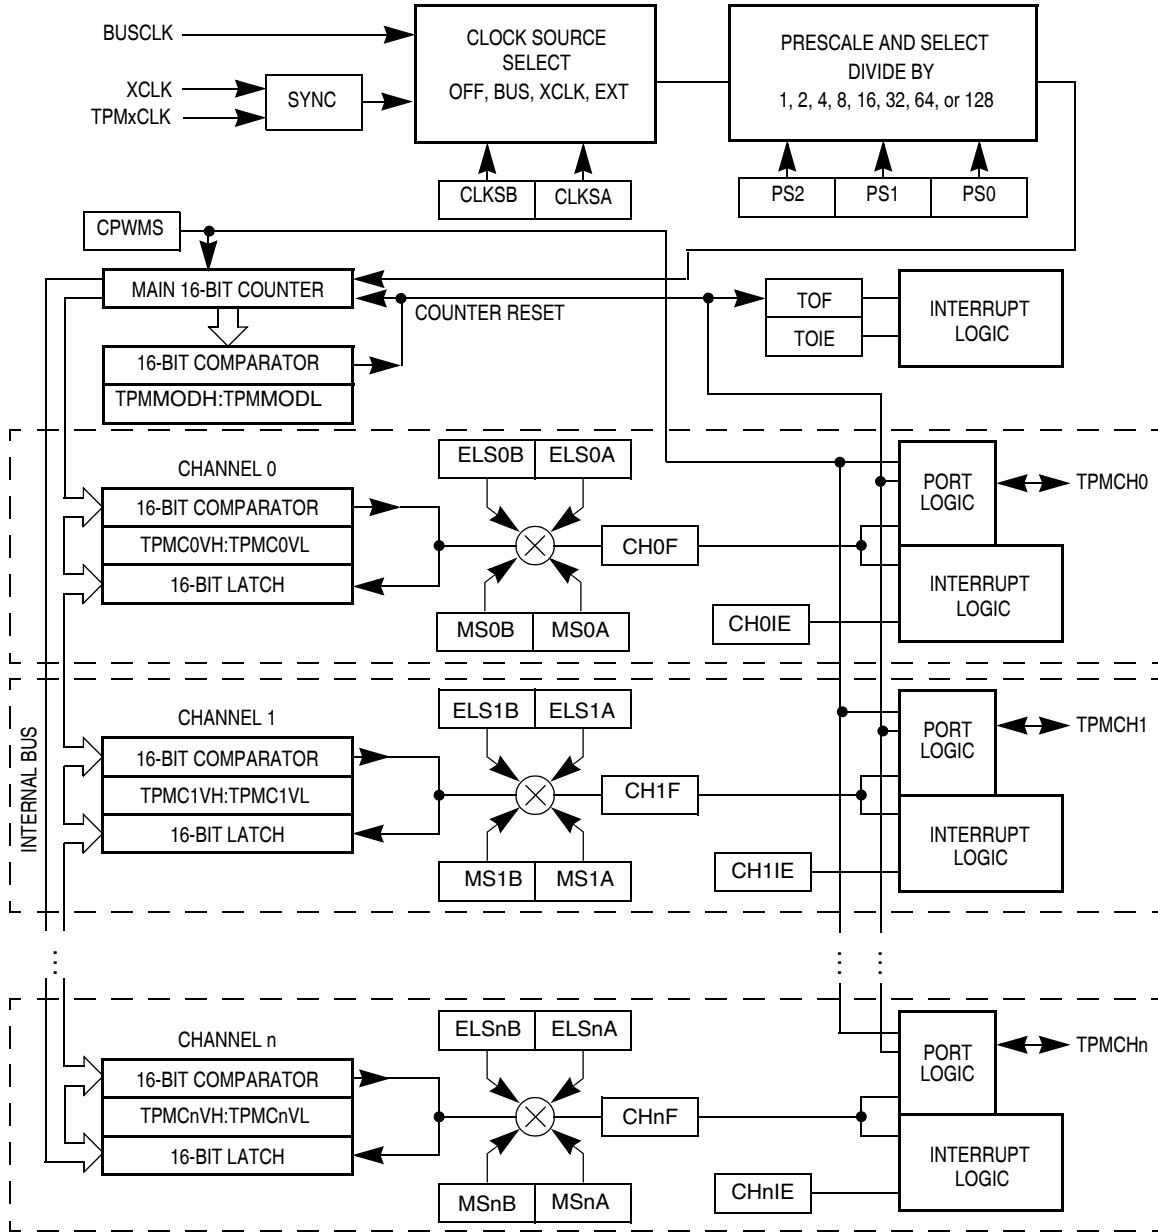 BUSCLK
XCLK
TPMxCLK
SYNC
CLOCK SOURCE
SELECT
OFF, BUS, XCLK, EXT
PRESCALE AND SELECT
DIVIDE BY
1, 2, 4, 8, 16, 32, 64, or 128
CLKSB
CLKSA
PS2
PS1
PS0
CPWMS
MAIN 16-BIT COUNTER
COUNTER RESET
TOF
TOIE
INTERRUPT
LOGIC
16-BIT COMPARATOR
TPMMODH:TPMMODL
CHANNEL 0
ELS0B
ELS0A
PORT
LOGIC
TPMCH0
16-BIT COMPARATOR
TPMC0VH:TPMC0VL
16-BIT LATCH
CH0F
INTERRUPT
LOGIC
MS0B
MS0A
CH0IE
INTERNAL BUS
CHANNEL 1
ELS1B
ELS1A
PORT
LOGIC
TPMCH1
16-BIT COMPARATOR
TPMC1VH:TPMC1VL
16-BIT LATCH
CH1F
INTERRUPT
LOGIC
MS1B
MS1A
CH1IE
...
...
...
CHANNEL n
ELSnB
ELSnA
PORT
LOGIC
TPMCHn
16-BIT COMPARATOR
TPMCnVH:TPMCnVL
16-BIT LATCH
CHnF
INTERRUPT
LOGIC
MSnB
MSnA
CHnIE